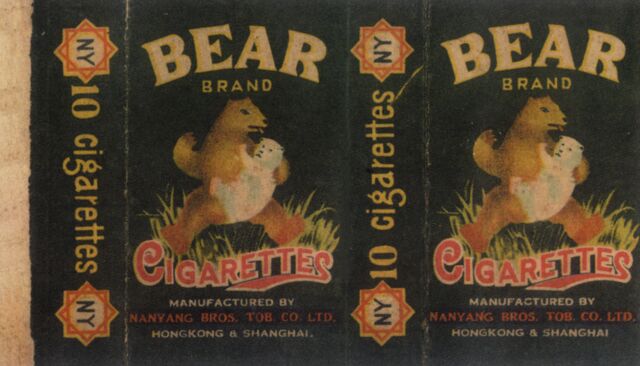 NY
10 cigarettes
NY
BEAR
BRAND
CIGARETTES
MANUFACTURED BY
NANYANG BROS. TOB. CO. LTD.
HONGKONG & SHANGHAI.
NY
10 cigarettes
NY
BEAR
BRAND
CIGARETTES
MANUFACTURED BY
NANYANG BROS. TOB. CO. LTD.
HONGKONG & SHANGHAI